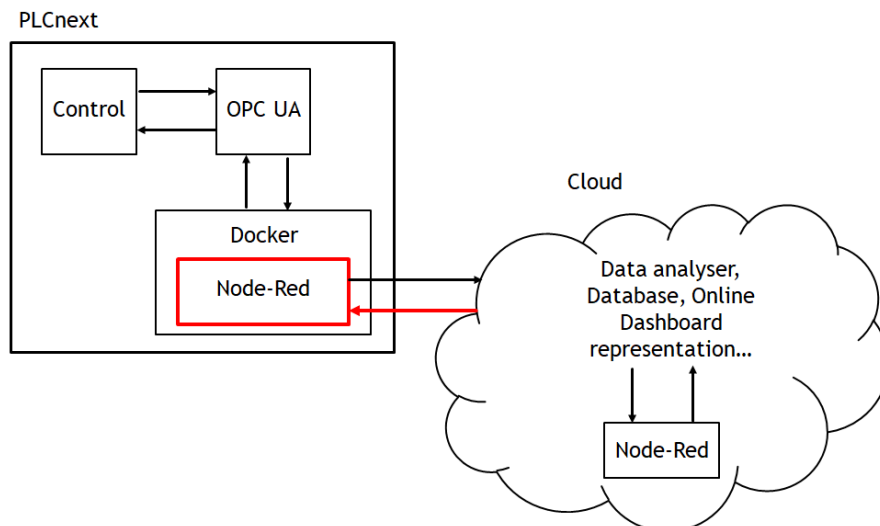 PLCnext
Control
OPC UA
Docker
Node-Red
Cloud
Data analyser,
Database, Online
Dashboard
representation...
Node-Red